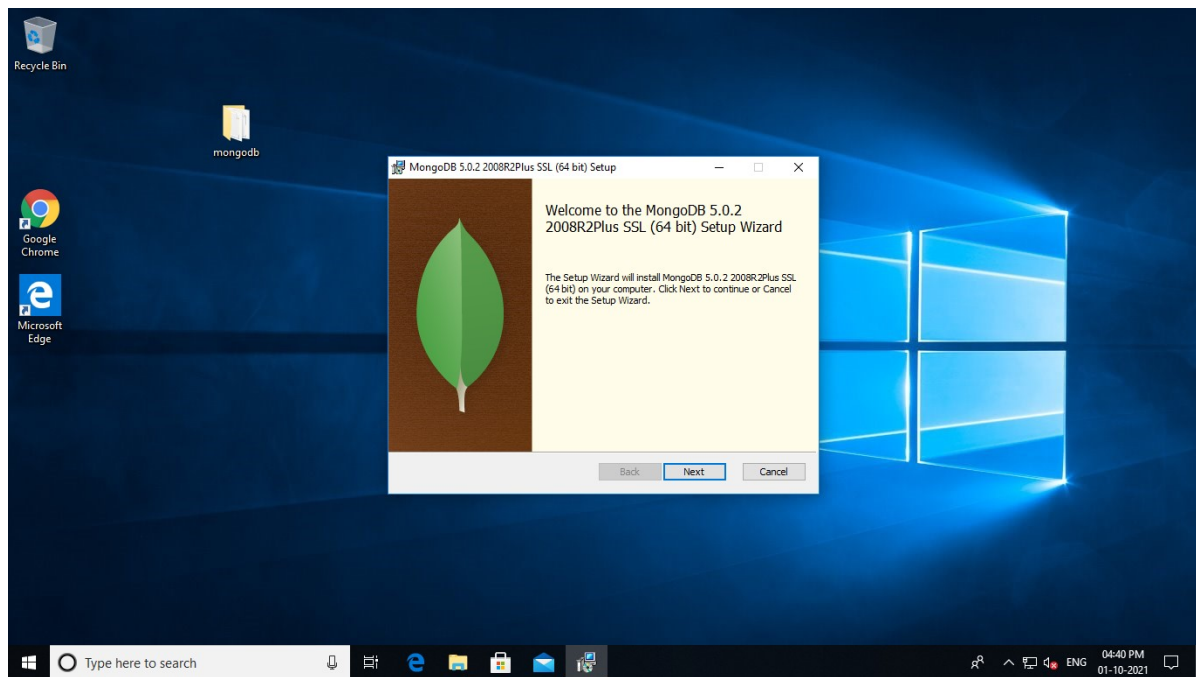 Recycle Bin
mongodb
Google
Chrome
Microsoft
Edge
MongoDB 5.0.2 2008R2Plus SSL (64 bit) Setup
Welcome to the MongoDB 5.0.2
2008R2Plus SSL (64 bit) Setup Wizard
The Setup Wizard will install MongoDB 5.0.2 2008R2Plus SSL
(64 bit) on your computer. Click Next to continue or Cancel
to exit the Setup Wizard.
Back Next Cancel
Type here to search
ENG
04:40 PM
01-10-2021